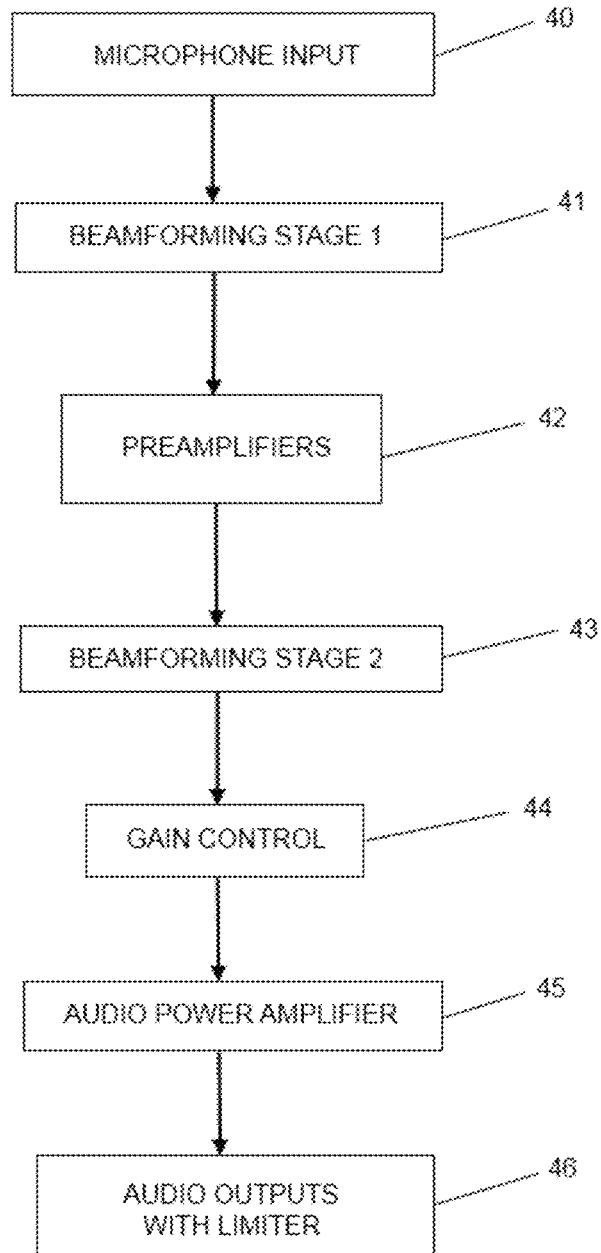 40
MICROPHONE INPUT
41
BEAMFORMING STAGE 1
42
PREAMPLIFIERS
43
BEAMFORMING STAGE 2
44
GAIN CONTROL
45
AUDIO POWER AMPLIFIER
46
AUDIO OUTPUTS
WITH LIMITER